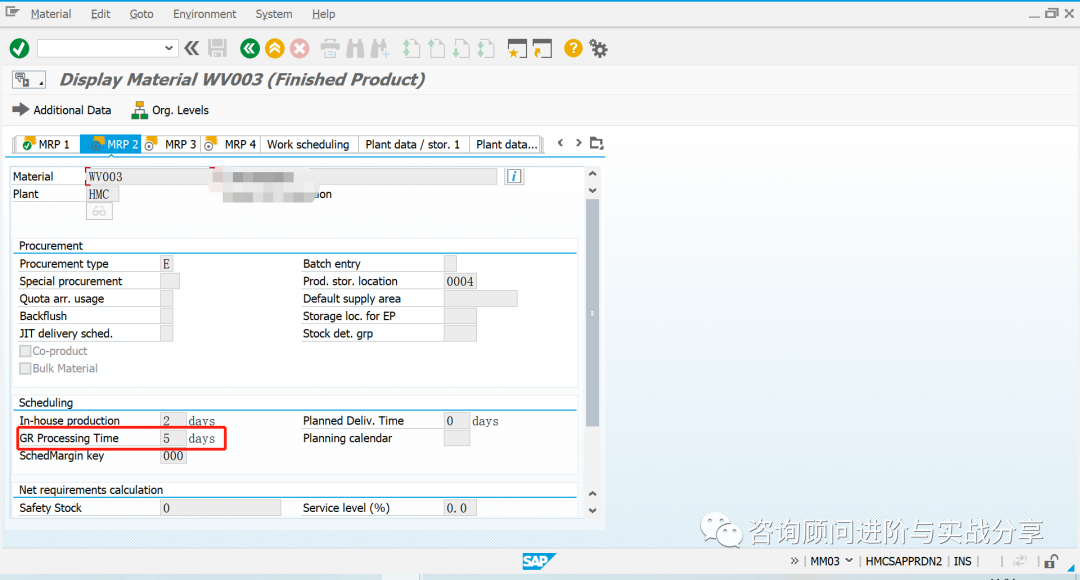 Material Edit Goto Environment System Help
Display Material WV003 (Finished Product)
Additional Data Org. Levels
MRP 1 MRP 2 MRP 3 MRP 4 Work scheduling Plant data / stor. 1 Plant data...
Material WV003
Plant HMC
Procurement
Procurement type E Batch entry
Special procurement Prod. stor. location 0004
Quota arr. usage Default supply area
Backflush Storage loc. for EP
JIT delivery sched. Stock det. grp
Co-product
Bulk Material
Scheduling
In-house production 2 days Planned Deliv. Time 0 days
GR Processing Time 5 days Planning calendar
SchedMargin key 000
Net requirements calculation
Safety Stock 0 Service level (%) 0.0
咨询顾问进阶与实战分享
SAP MM03 HMCSAPPRDN2 INS